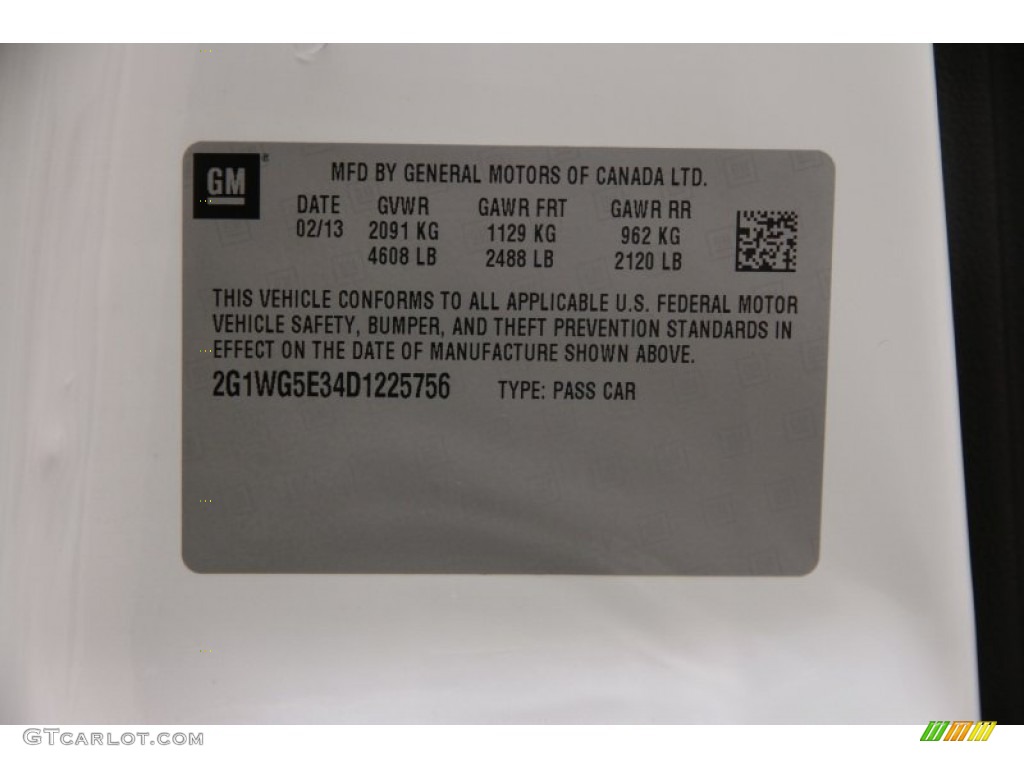 GM
MFD BY GENERAL MOTORS OF CANADA LTD.
DATE GVWR GAWR FRT GAWR RR
02/13 2091 KG 1129 KG 962 KG
4608 LB 2488 LB 2120 LB
THIS VEHICLE CONFORMS TO ALL APPLICABLE U.S. FEDERAL MOTOR
VEHICLE SAFETY, BUMPER, AND THEFT PREVENTION STANDARDS IN
EFFECT ON THE DATE OF MANUFACTURE SHOWN ABOVE.
2G1WG5E34D1225756 TYPE: PASS CAR
GTCARLOT.COM